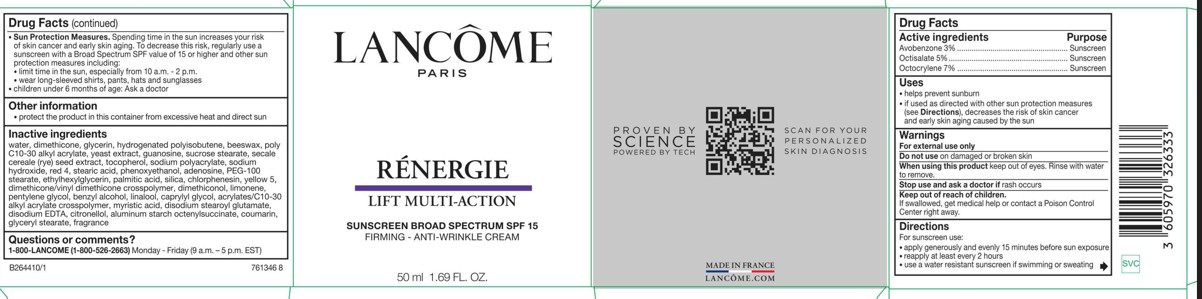 Drug Facts (continued)
• Sun Protection Measures. Spending time in the sun increases your risk
of skin cancer and early skin aging. To decrease this risk, regularly use a
sunscreen with a Broad Spectrum SPF value of 15 or higher and other sun
protection measures including:
• limit time in the sun, especially from 10 a.m. - 2 p.m.
• wear long-sleeved shirts, pants, hats and sunglasses
• children under 6 months of age: Ask a doctor
Other information
• protect the product in this container from excessive heat and direct sun
Inactive ingredients
water, dimethicone, glycerin, hydrogenated polyisobutene, beeswax, poly
C10-30 alkyl acrylate, yeast extract, guanosine, sucrose stearate, secale
cereale (rye) seed extract, tocopherol, sodium polyacrylate, sodium
hydroxide, red 4, stearic acid, phenoxyethanol, adenosine, PEG-100
stearate, ethylhexylglycerin, palmitic acid, silica, chlorphenesin, yellow 5,
dimethicone/vinyl dimethicone crosspolymer, dimethiconol, limonene,
pentylene glycol, benzyl alcohol, linalool, caprylyl glycol, acrylates/C10-30
alkyl acrylate crosspolymer, myristic acid, disodium stearoyl glutamate,
disodium EDTA, citronellol, aluminum starch octenylsuccinate, coumarin,
glyceryl stearate, fragrance
Questions or comments?
1-800-LANCOME (1-800-526-2663) Monday - Friday (9 a.m. – 5 p.m. EST)
B264410/1 761346 8
LANCÔME
PARIS
RÉNERGIE
LIFT MULTI-ACTION
SUNSCREEN BROAD SPECTRUM SPF 15
FIRMING - ANTI-WRINKLE CREAM
50 ml 1.69 FL. OZ.
PROVEN BY
SCIENCE
POWERED BY TECH
SCAN FOR YOUR
PERSONALIZED
SKIN DIAGNOSIS
MADE IN FRANCE
LANCÔME.COM
Drug Facts
Active ingredients Purpose
Avobenzone 3% ........ Sunscreen
Octisalate 5% ........ Sunscreen
Octocrylene 7% ........ Sunscreen
Uses
• helps prevent sunburn
• if used as directed with other sun protection measures
(see Directions), decreases the risk of skin cancer
and early skin aging caused by the sun
Warnings
For external use only
Do not use on damaged or broken skin
When using this product keep out of eyes. Rinse with water
to remove.
Stop use and ask a doctor if rash occurs
Keep out of reach of children.
If swallowed, get medical help or contact a Poison Control
Center right away.
Directions
For sunscreen use:
• apply generously and evenly 15 minutes before sun exposure
• reapply at least every 2 hours
• use a water resistant sunscreen if swimming or sweating
3 605970 326333
SVC